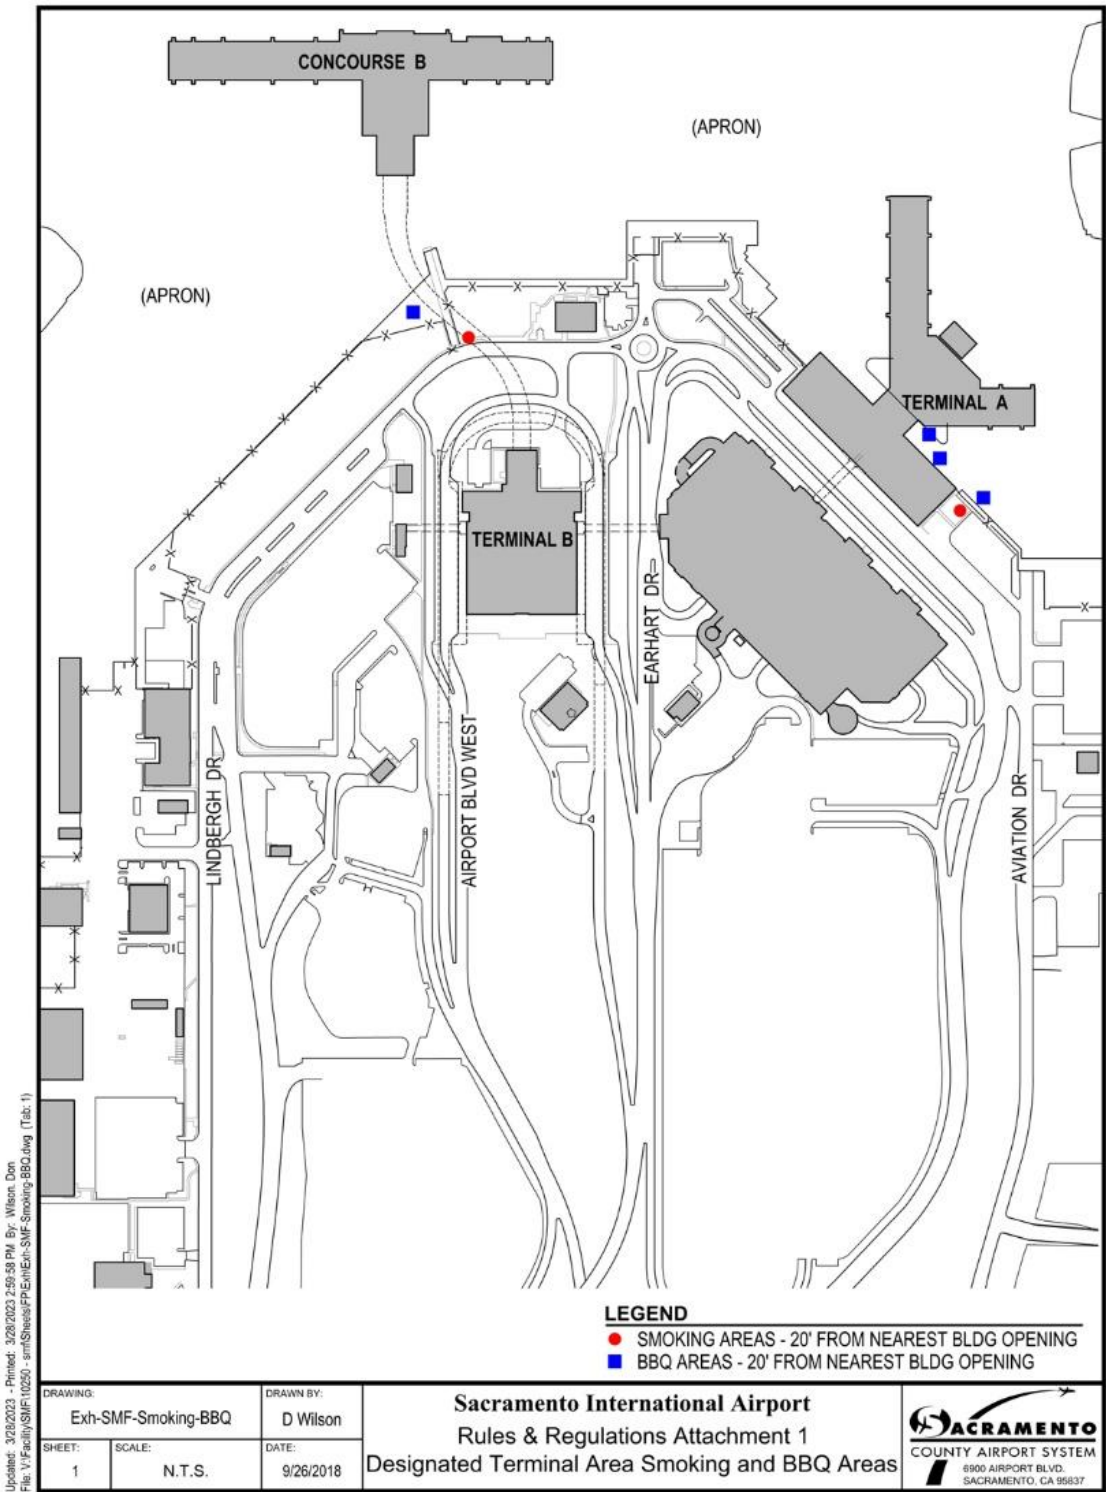 CONCOURSE B
(APRON)
(APRON)
TERMINAL A
TERMINAL B
EARHART DR
LINDBERGH DR
AIRPORT BLVD WEST
AVIATION DR
LEGEND
SMOKING AREAS - 20' FROM NEAREST BLDG OPENING
BBQ AREAS - 20' FROM NEAREST BLDG OPENING
Updated: 3/28/2023 - Printed: 3/28/2023 2:59:58 PM By: Wilson, Don
DRAWING:
Exh-SMF-Smoking-BBQ
DRAWN BY:
D Wilson
SHEET:
1
SCALE:
N.T.S.
DATE:
9/26/2018
Sacramento International Airport
Rules & Regulations Attachment 1
Designated Terminal Area Smoking and BBQ Areas
SACRAMENTO
COUNTY AIRPORT SYSTEM
6900 AIRPORT BLVD.
SACRAMENTO, CA 95837